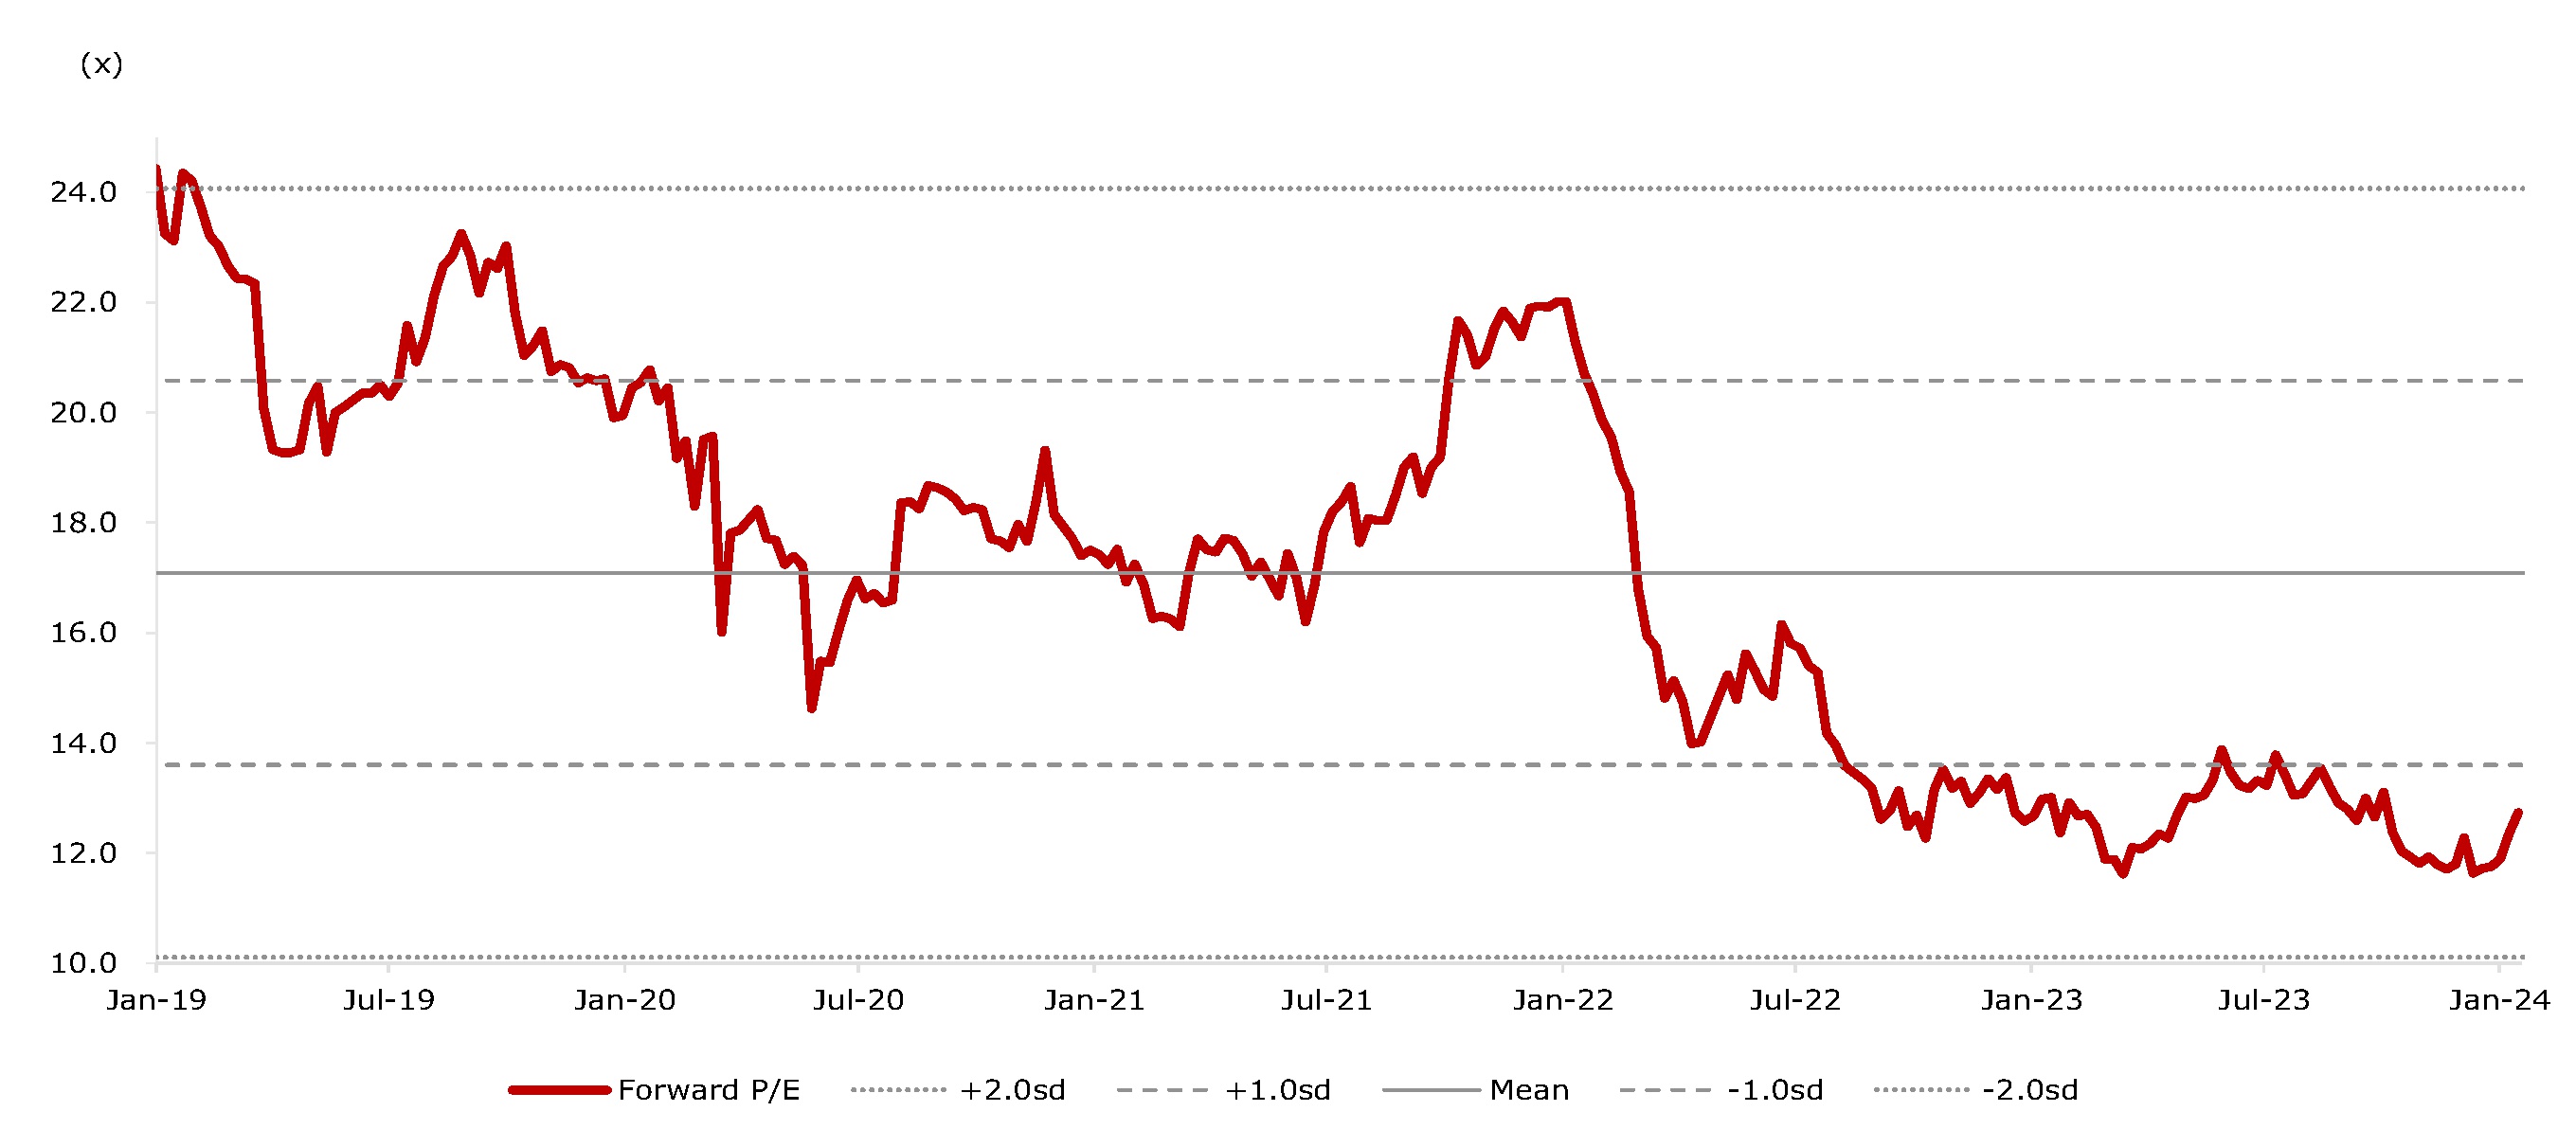 (x)
24.0
22.0
20.0
18.0
16.0
14.0
12.0
10.0
Jan-19 Jul-19 Jan-20 Jul-20 Jan-21 Jul-21 Jan-22 Jul-22 Jan-23 Jul-23 Jan-24
Forward P/E +2.0sd +1.0sd Mean -1.0sd -2.0sd